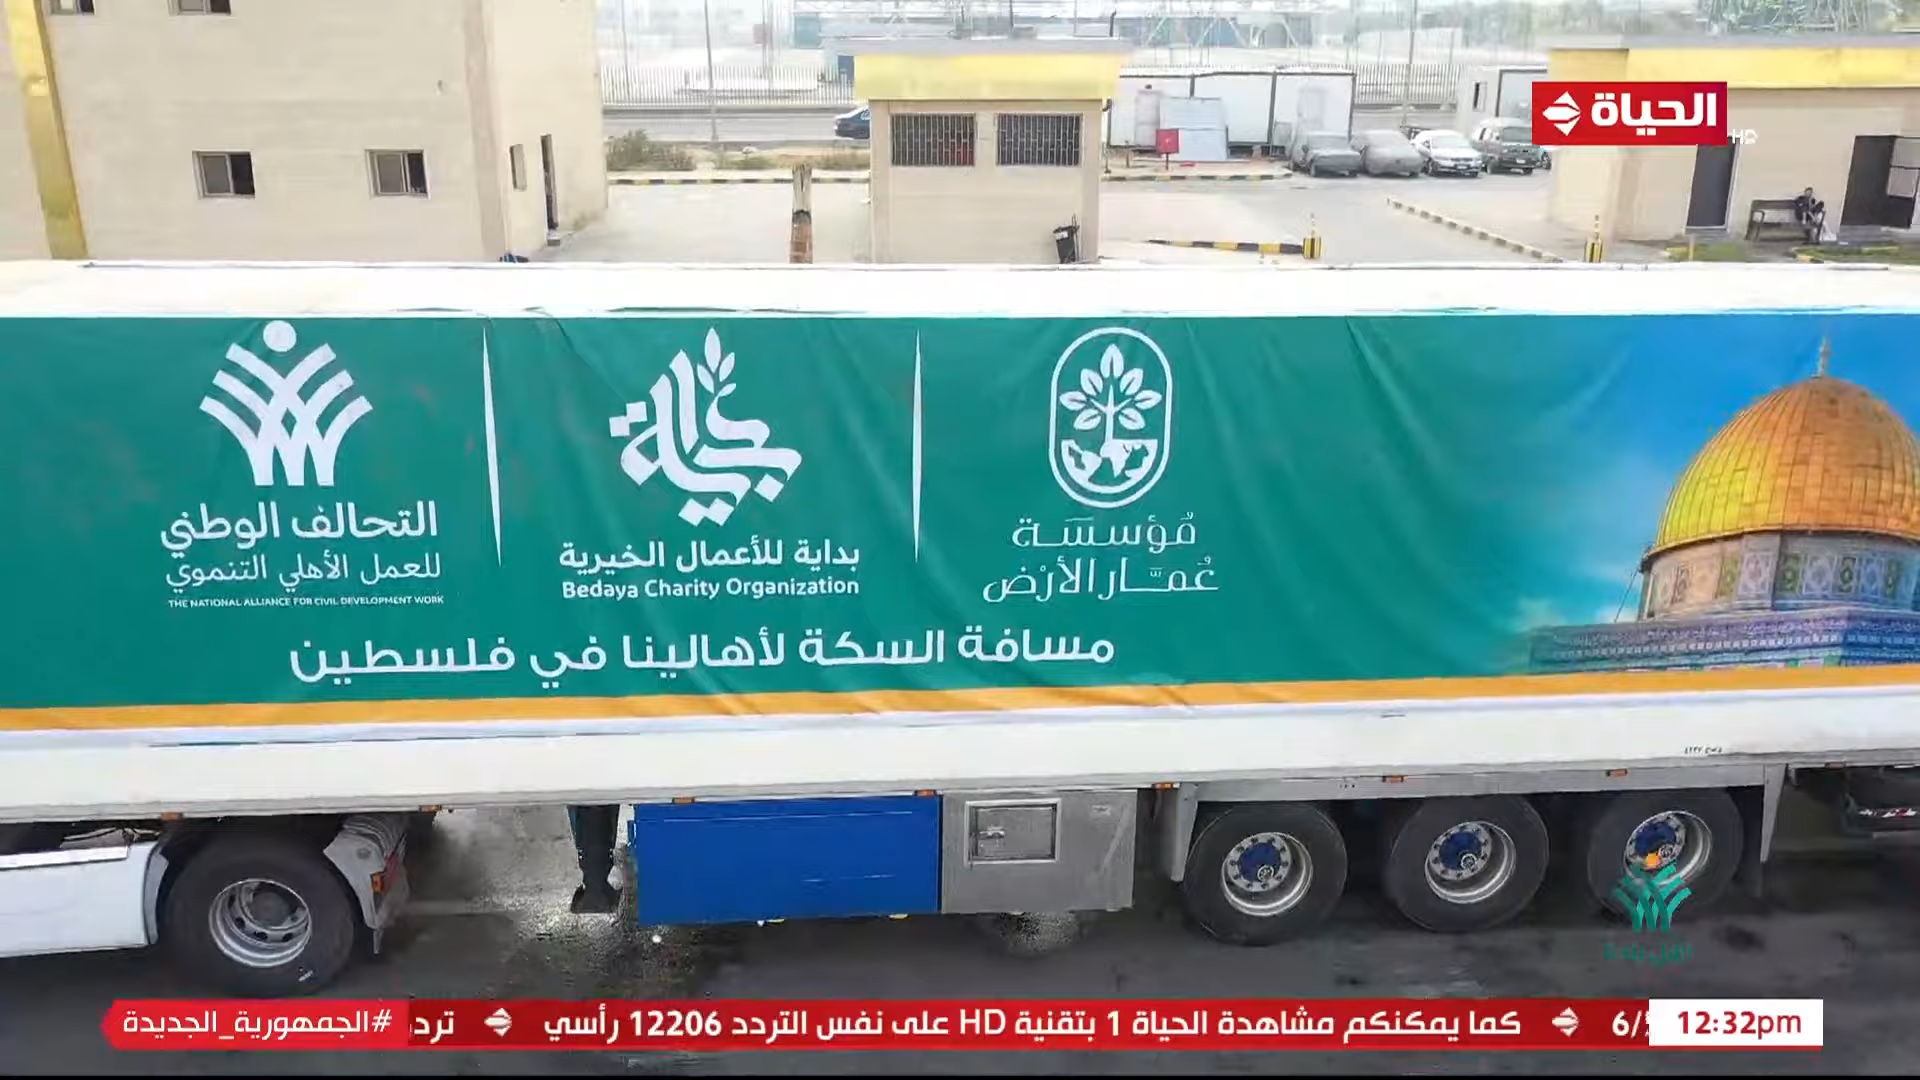 الحياة
HD
مؤسسة
عمار الأرض
بداية
بداية للأعمال الخيرية
Bedaya Charity Organization
التحالف الوطني
للعمل الأهلي التنموي
THE NATIONAL ALLIANCE FOR CIVIL DEVELOPMENT WORK
مسافة السكة لأهالينا في فلسطين
12:32pm
6/
كما يمكنكم مشاهدة الحياة 1 بتقنية HD على نفس التردد 12206 رأسي
ترد
#الجمهورية_الجديدة